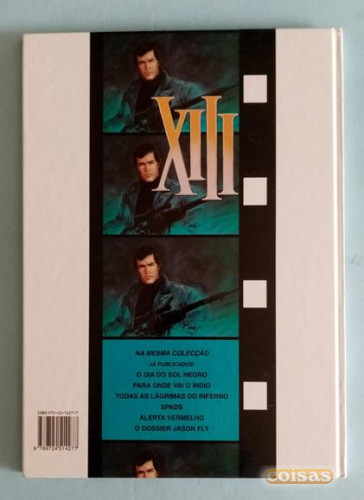 XIII
NA MESMA COLECÇÃO
JÁ PUBLICADOS
O DIA DO SOL NEGRO
PARA ONDE VAI O ÍNDIO
TODAS AS LÁGRIMAS DO INFERNO
SPADS
ALERTA VERMELHO
O DOSSIER JASON FLY
coisas